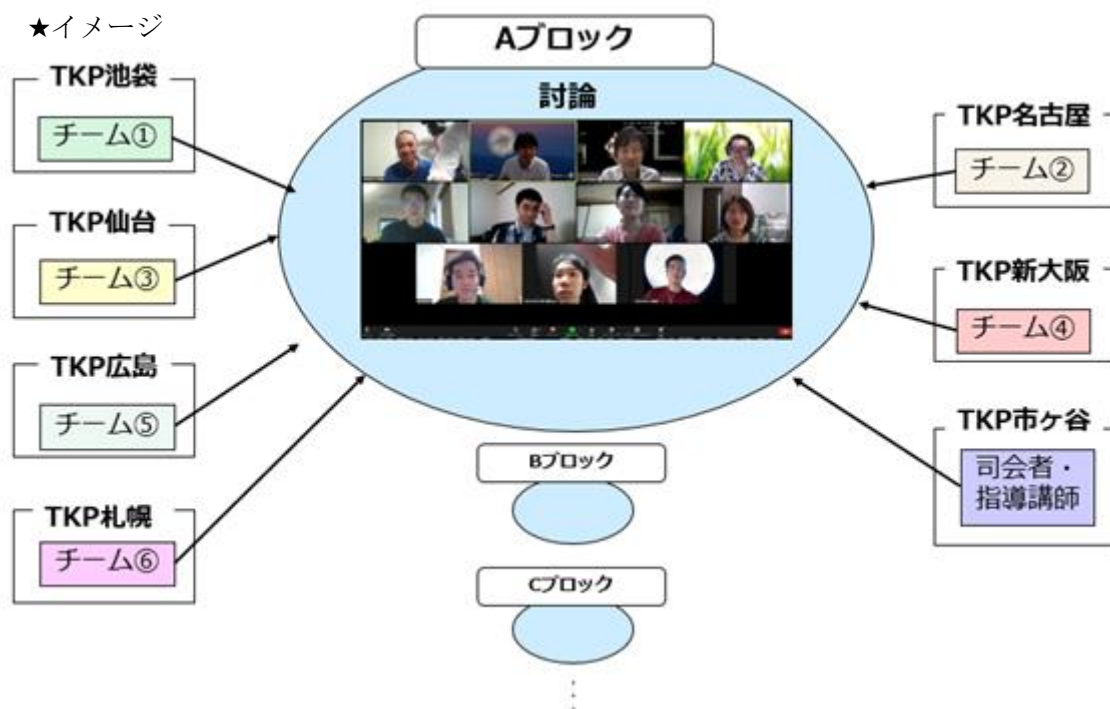 ★イメージ
Aブロック
討論
TKP池袋
チーム①
TKP仙台
チーム③
TKP広島
チーム⑤
TKP札幌
チーム⑥
TKP名古屋
チーム②
TKP新大阪
チーム④
TKP市ヶ谷
司会者・
指導講師
Bブロック
Cブロック